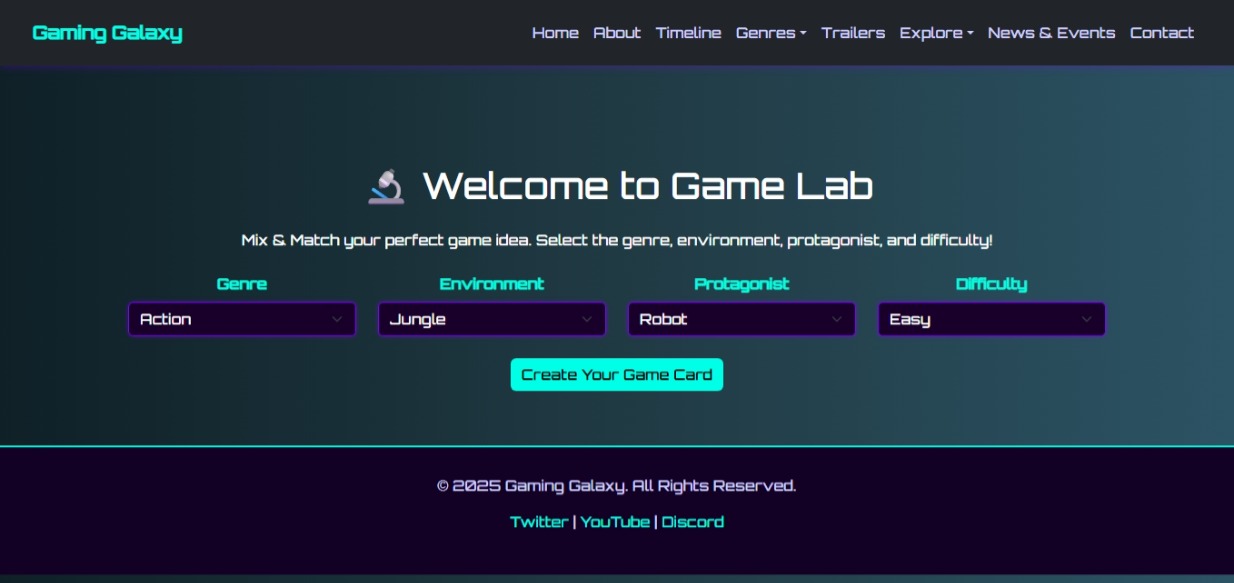 Gaming Galaxy Home About Timeline Genres Trailers Explore News & Events Contact
Welcome to Game Lab
Mix & Match your perfect game idea. Select the genre, environment, protagonist, and difficulty!
Genre Environment Protagonist Difficulty
Action Jungle Robot Easy
Create Your Game Card
© 2025 Gaming Galaxy. All Rights Reserved.
Twitter | YouTube | Discord